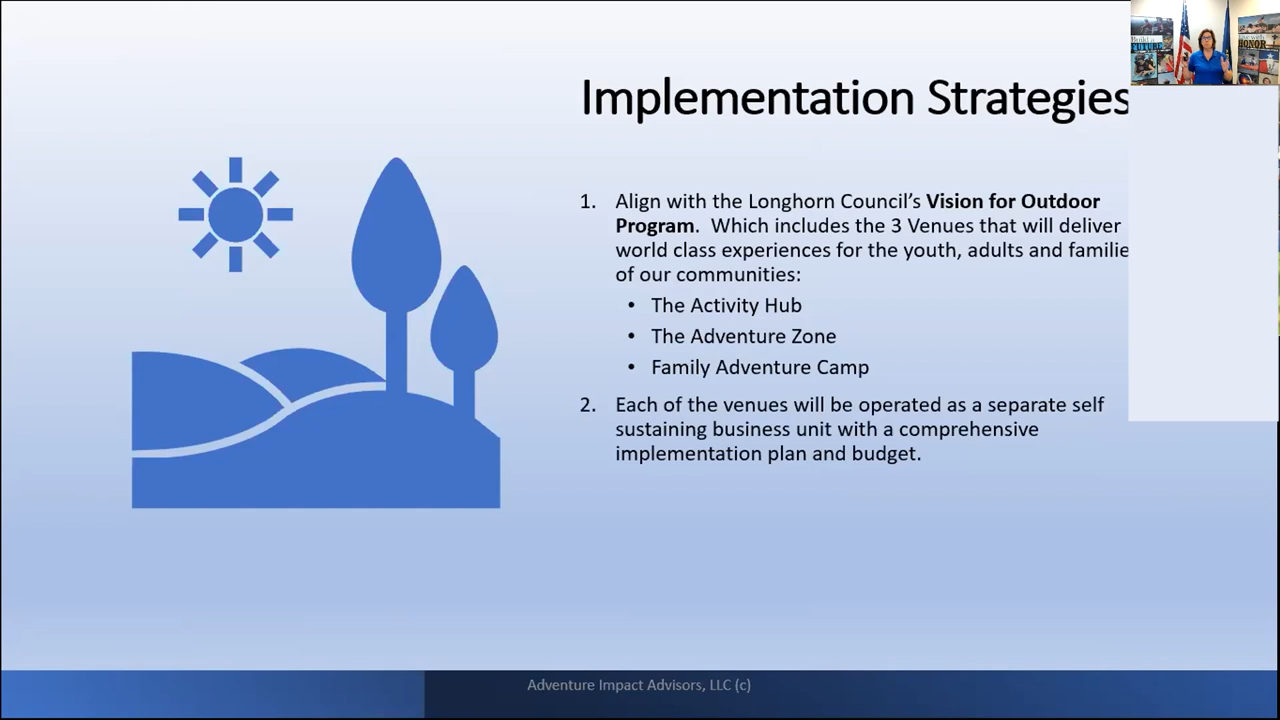 Implementation Strategies
1. Align with the Longhorn Council's Vision for Outdoor
Program. Which includes the 3 Venues that will deliver
world class experiences for the youth, adults and familie
of our communities:
• The Activity Hub
• The Adventure Zone
• Family Adventure Camp
2. Each of the venues will be operated as a separate self
sustaining business unit with a comprehensive
implementation plan and budget.
Adventure Impact Advisors, LLC (c)
FUTURE
HONOR